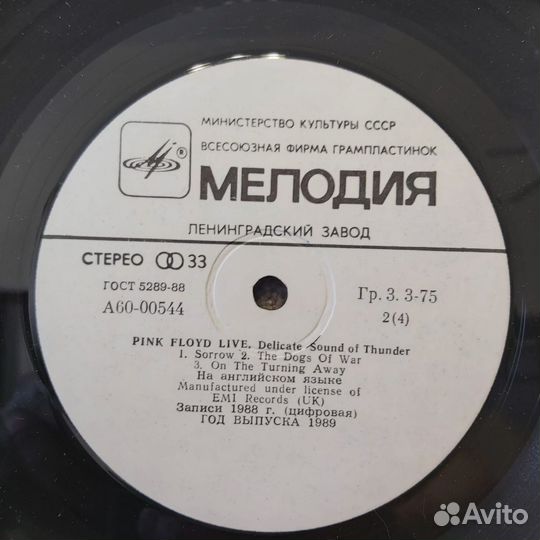 МИНИСТЕРСТВО КУЛЬТУРЫ СССР
ВСЕСОЮЗНАЯ ФИРМА ГРАМПЛАСТИНОК
® МЕЛОДИЯ
ЛЕНИНГРАДСКИЙ ЗАВОД
СТЕРЕО 33
ГОСТ 5289-88
А60-00544
Гр. 3. 3-75
2(4)
PINK FLOYD LIVE. Delicate Sound of Thunder
1. Sorrow 2. The Dogs Of War
3. On The Turning Away
На английском языке
Manufactured under license of
EMI Records (UK)
Записи 1988 г. (цифровая)
ГОД ВЫПУСКА 1989
Avito